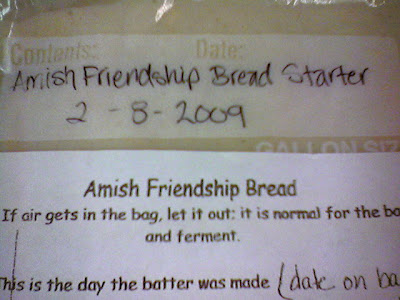 Contents: Date:
Amish Friendship Bread Starter
2-8-2009
GALLON SIZ
Amish Friendship Bread
If air gets in the bag, let it out: it is normal for the ba
and ferment.
This is the day the batter was made (date on ba